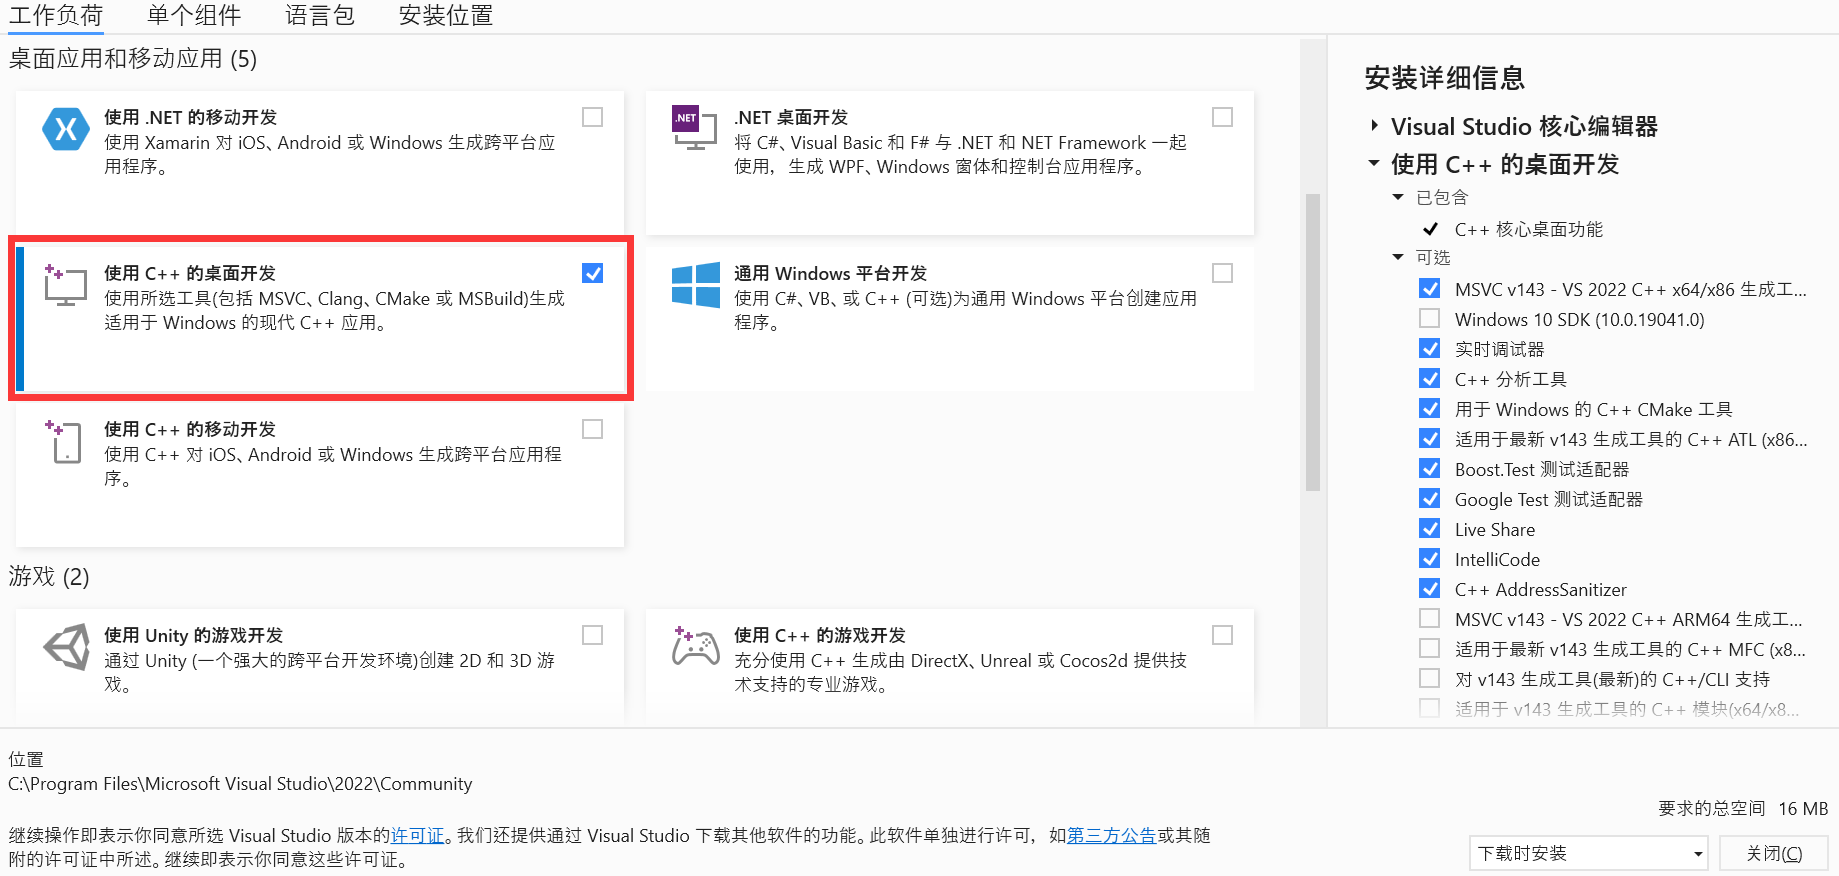 工作负荷 单个组件 语言包 安装位置
桌面应用和移动应用 (5)
使用 .NET 的移动开发
使用 Xamarin 对 iOS、Android 或 Windows 生成跨平台应
用程序。
.NET
.NET 桌面开发
将 C#、Visual Basic 和 F# 与 .NET 和 NET Framework 一起
使用，生成 WPF、Windows 窗体和控制台应用程序。
使用 C++ 的桌面开发
使用所选工具(包括 MSVC、Clang、CMake 或 MSBuild)生成
适用于 Windows 的现代 C++ 应用。
通用 Windows 平台开发
使用 C#、VB、或 C++ (可选)为通用 Windows 平台创建应用
程序。
使用 C++ 的移动开发
使用 C++ 对 iOS、Android 或 Windows 生成跨平台应用程
序。
游戏 (2)
使用 Unity 的游戏开发
通过 Unity (一个强大的跨平台开发环境)创建 2D 和 3D 游
戏。
使用 C++ 的游戏开发
充分使用 C++ 生成由 DirectX、Unreal 或 Cocos2d 提供技
术支持的专业游戏。
安装详细信息
Visual Studio 核心编辑器
使用 C++ 的桌面开发
已包含
C++ 核心桌面功能
可选
MSVC v143 - VS 2022 C++ x64/x86 生成工...
Windows 10 SDK (10.0.19041.0)
实时调试器
C++ 分析工具
用于 Windows 的 C++ CMake 工具
适用于最新 v143 生成工具的 C++ ATL (x86...
Boost.Test 测试适配器
Google Test 测试适配器
Live Share
IntelliCode
C++ AddressSanitizer
MSVC v143 - VS 2022 C++ ARM64 生成工...
适用于最新 v143 生成工具的 C++ MFC (x8...
对 v143 生成工具(最新)的 C++/CLI 支持
适用于 v143 生成工具的 C++ 模块(x64/x8...
位置
C:\Program Files\Microsoft Visual Studio\2022\Community
继续操作即表示你同意所选 Visual Studio 版本的许可证。我们还提供通过 Visual Studio 下载其他软件的功能。此软件单独进行许可，如第三方公告或其随
附的许可证中所述。继续即表示你同意这些许可证。
要求的总空间 16 MB
下载时安装
关闭(C)